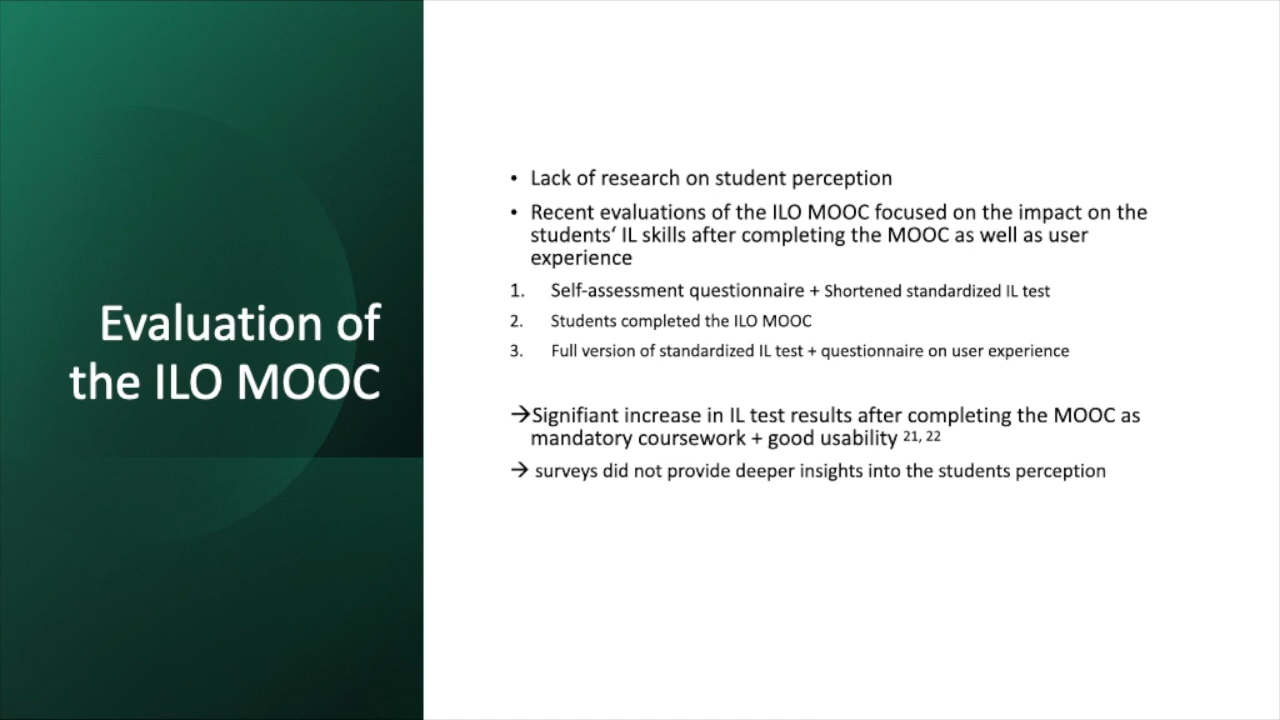 Evaluation of
the ILO MOOC
• Lack of research on student perception
• Recent evaluations of the ILO MOOC focused on the impact on the
students‘ IL skills after completing the MOOC as well as user
experience
1. Self-assessment questionnaire + Shortened standardized IL test
2. Students completed the ILO MOOC
3. Full version of standardized IL test + questionnaire on user experience
→Signifiant increase in IL test results after completing the MOOC as
mandatory coursework + good usability 21, 22
→ surveys did not provide deeper insights into the students perception